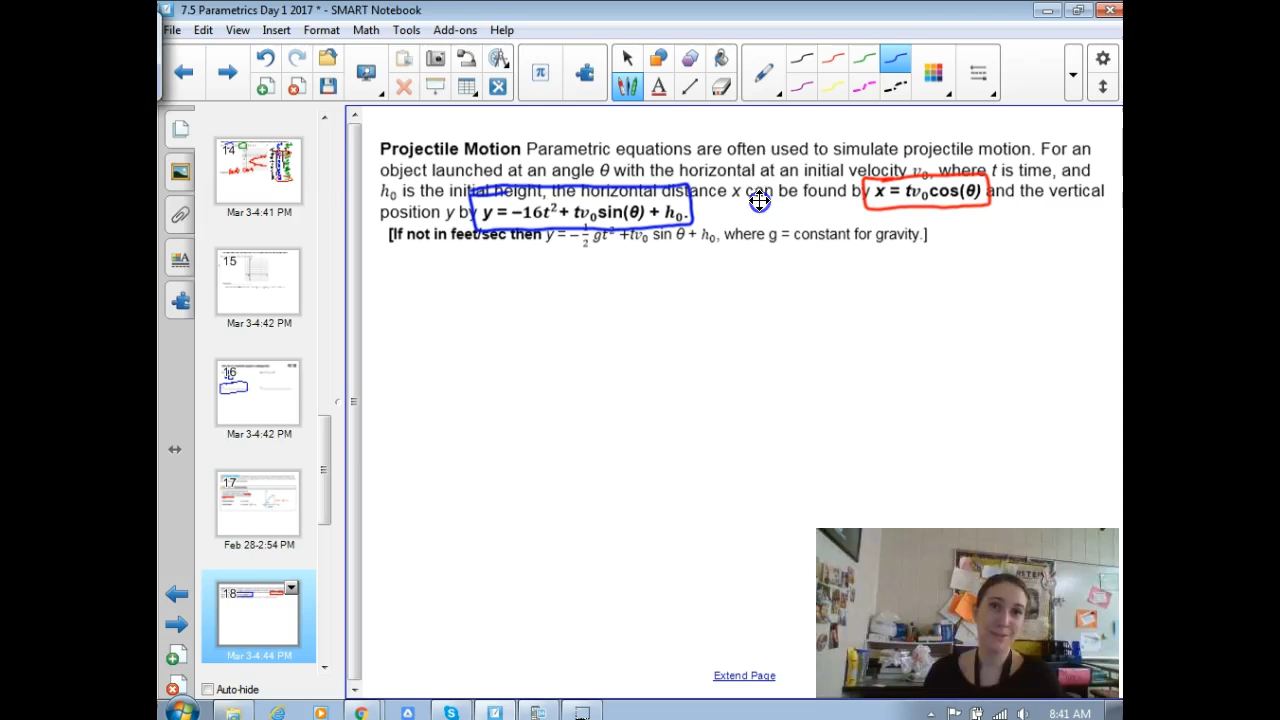 7.5 Parametrics Day 1 2017 * - SMART Notebook
File Edit View Insert Format Math Tools Add-ons Help
14
Mar 3-4:41 PM
15
Mar 3-4:42 PM
16
Mar 3-4:42 PM
17
Feb 28-2:54 PM
18
Mar 3-4:44 PM
Auto-hide
Projectile Motion Parametric equations are often used to simulate projectile motion. For an
object launched at an angle θ with the horizontal at an initial velocity v₀, where t is time, and
h₀ is the initial height, the horizontal distance x can be found by x = tv₀cos(θ) and the vertical
position y by y = −16t² + tv₀sin(θ) + h₀.
[If not in feet/sec then y = −½ gt² +tv₀ sin θ + h₀, where g = constant for gravity.]
Extend Page
8:41 AM